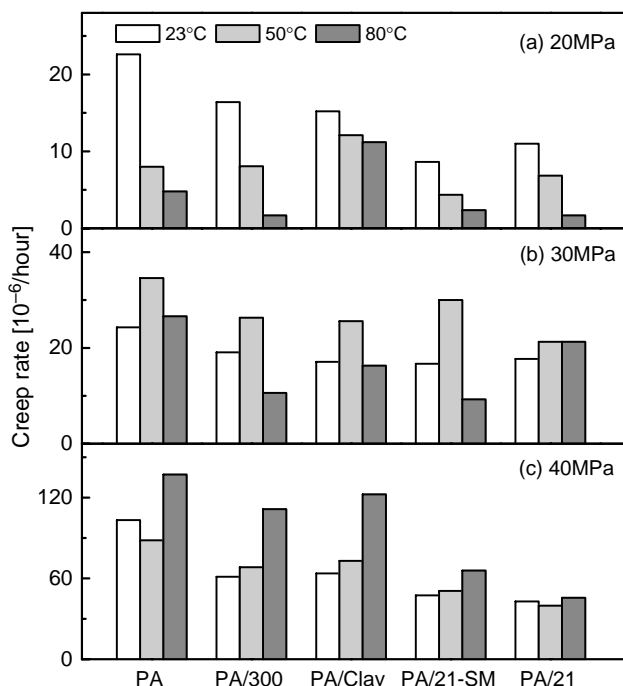 23°C 50°C 80°C
(a) 20MPa
20
10
0
Creep rate [10⁻⁶/hour]
40
(b) 30MPa
20
0
(c) 40MPa
120
60
0
PA PA/300 PA/Clay PA/21-SM PA/21